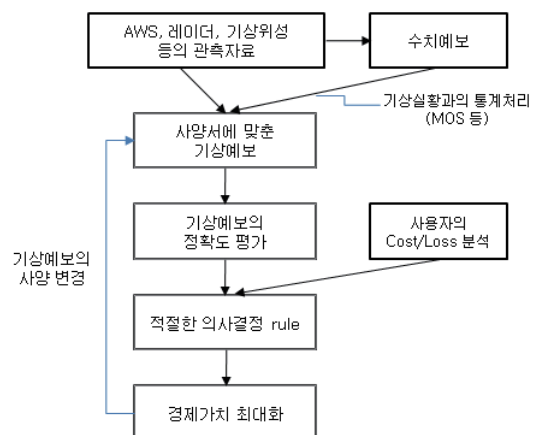 AWS, 레이더, 기상위성
등의 관측자료
수치예보
기상실황과의 통계처리
(MOS 등)
사양서에 맞춘
기상예보
기상예보의
정확도 평가
사용자의
Cost/Loss 분석
기상예보의
사양 변경
적절한 의사결정 rule
경제가치 최대화